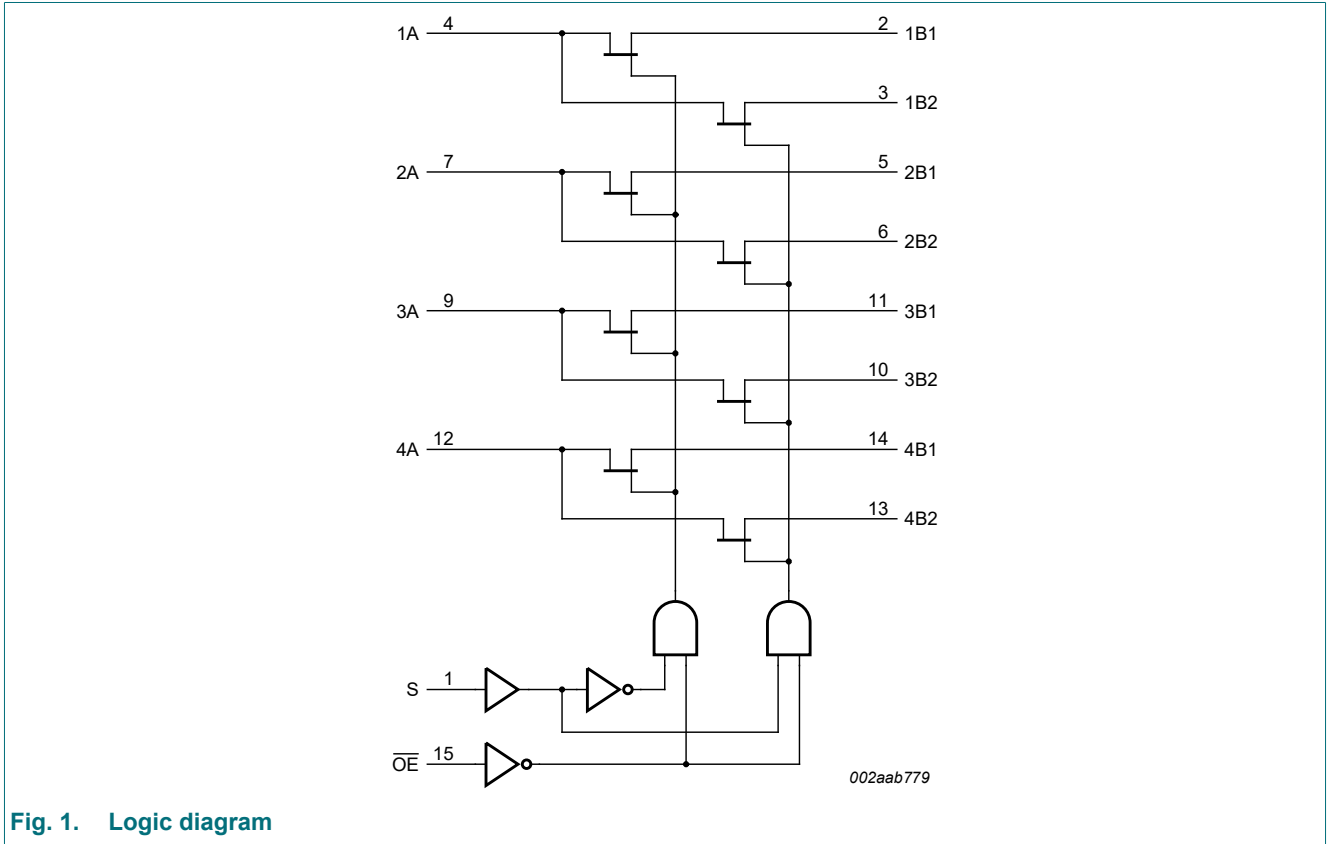 1A 4 2 1B1
3 1B2
2A 7 5 2B1
6 2B2
3A 9 11 3B1
10 3B2
4A 12 14 4B1
13 4B2
S 1
OE 15
002aab779
Fig. 1. Logic diagram